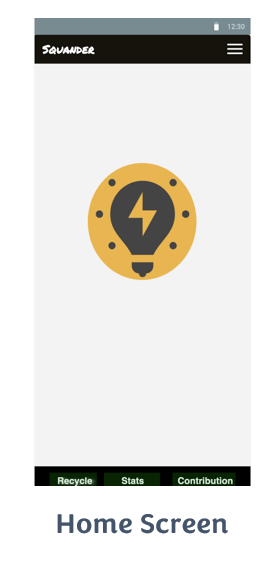 12:30
Squander
Recycle Stats Contribution
Home Screen